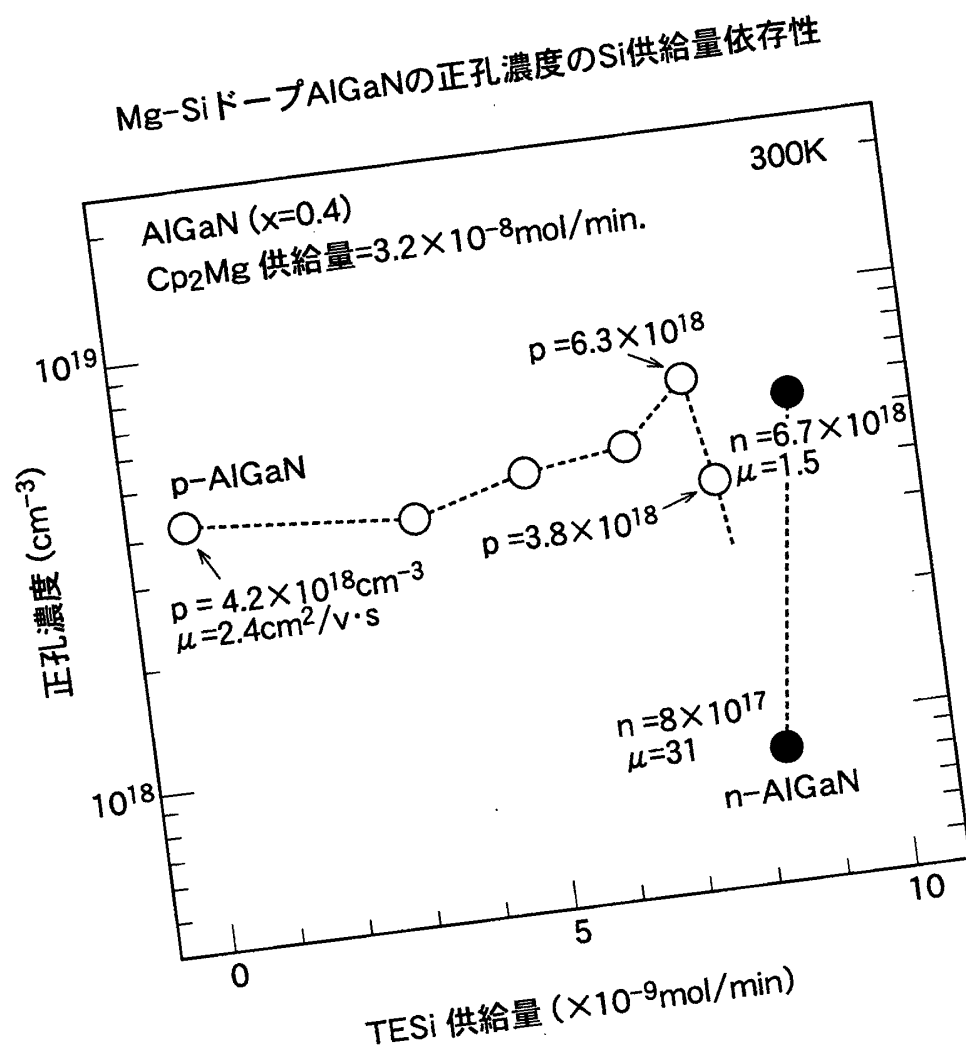 Mg-SiドープAlGaNの正孔濃度のSi供給量依存性
300K
AlGaN (x=0.4)
Cp₂Mg 供給量=3.2×10⁻⁸mol/min.
p =6.3×10¹⁸
10¹⁹
n =6.7×10¹⁸
μ=1.5
p-AlGaN
p =3.8×10¹⁸
p = 4.2×10¹⁸cm⁻³
μ=2.4cm²/v·s
正孔濃度 (cm⁻³)
n =8×10¹⁷
μ=31
n-AlGaN
10¹⁸
0
5
10
TESi 供給量 (×10⁻⁹mol/min)